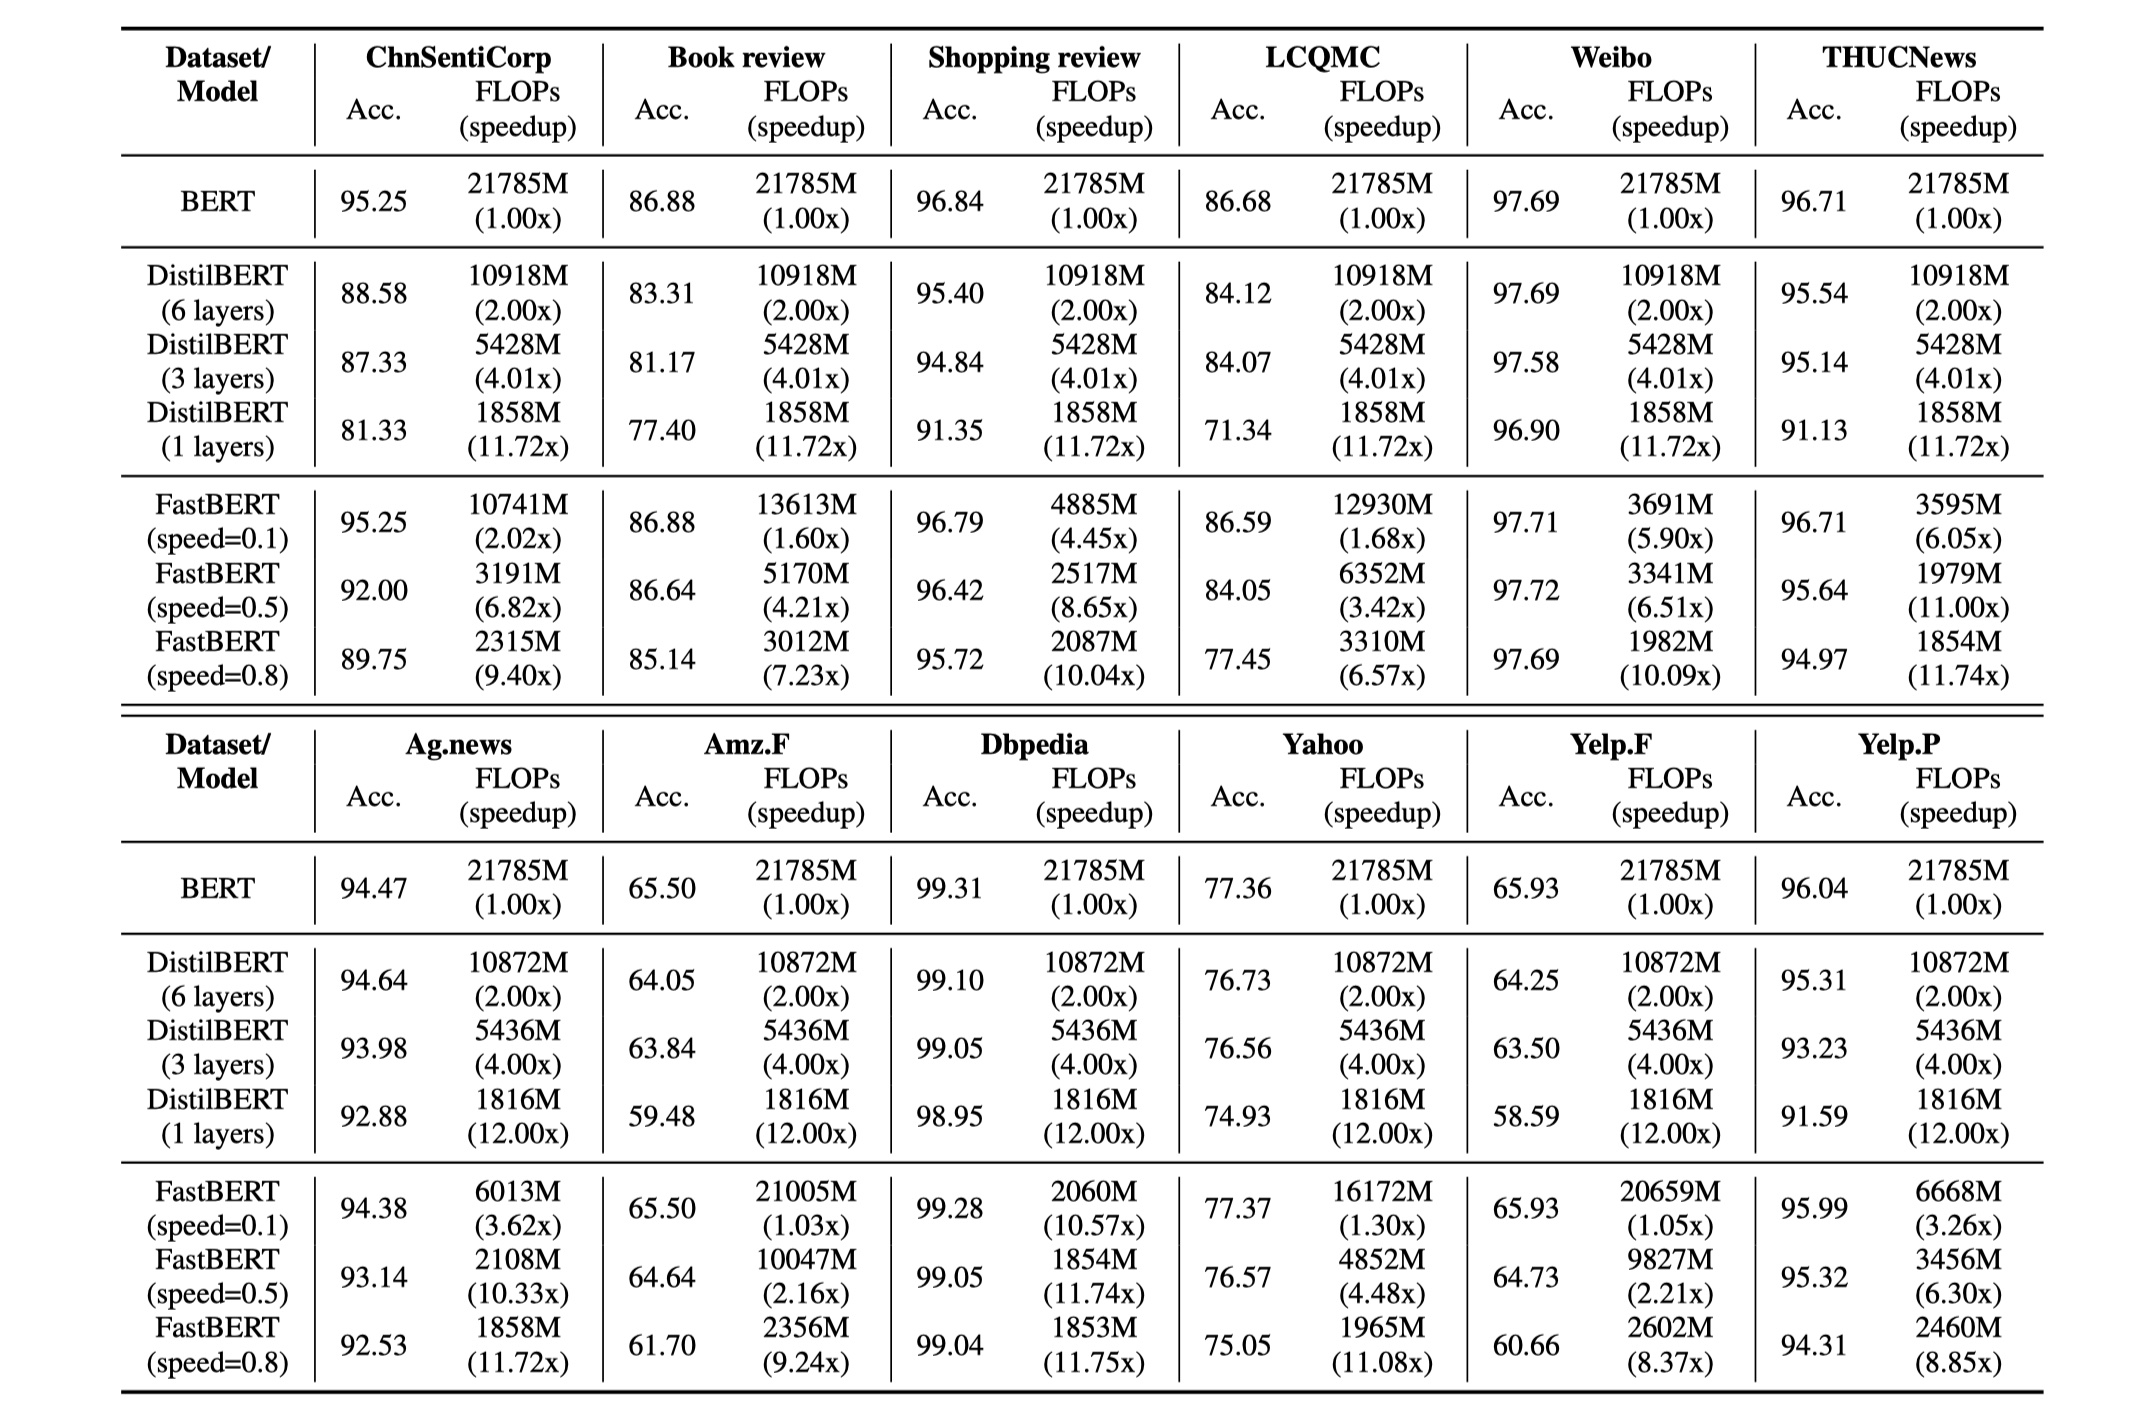 Dataset/ ChnSentiCorp Book review Shopping review LCQMC Weibo THUCNews
Model Acc. FLOPs Acc. FLOPs Acc. FLOPs Acc. FLOPs Acc. FLOPs Acc. FLOPs
(speedup) (speedup) (speedup) (speedup) (speedup) (speedup)
BERT 95.25 21785M 86.88 21785M 96.84 21785M 86.68 21785M 97.69 21785M 96.71 21785M
(1.00x) (1.00x) (1.00x) (1.00x) (1.00x) (1.00x)
DistilBERT 88.58 10918M 83.31 10918M 95.40 10918M 84.12 10918M 97.69 10918M 95.54 10918M
(6 layers) (2.00x) (2.00x) (2.00x) (2.00x) (2.00x) (2.00x)
DistilBERT 87.33 5428M 81.17 5428M 94.84 5428M 84.07 5428M 97.58 5428M 95.14 5428M
(3 layers) (4.01x) (4.01x) (4.01x) (4.01x) (4.01x) (4.01x)
DistilBERT 81.33 1858M 77.40 1858M 91.35 1858M 71.34 1858M 96.90 1858M 91.13 1858M
(1 layers) (11.72x) (11.72x) (11.72x) (11.72x) (11.72x) (11.72x)
FastBERT 95.25 10741M 86.88 13613M 96.79 4885M 86.59 12930M 97.71 3691M 96.71 3595M
(speed=0.1) (2.02x) (1.60x) (4.45x) (1.68x) (5.90x) (6.05x)
FastBERT 92.00 3191M 86.64 5170M 96.42 2517M 84.05 6352M 97.72 3341M 95.64 1979M
(speed=0.5) (6.82x) (4.21x) (8.65x) (3.42x) (6.51x) (11.00x)
FastBERT 89.75 2315M 85.14 3012M 95.72 2087M 77.45 3310M 97.69 1982M 94.97 1854M
(speed=0.8) (9.40x) (7.23x) (10.04x) (6.57x) (10.09x) (11.74x)
Dataset/ Ag.news Amz.F Dbpedia Yahoo Yelp.F Yelp.P
Model Acc. FLOPs Acc. FLOPs Acc. FLOPs Acc. FLOPs Acc. FLOPs Acc. FLOPs
(speedup) (speedup) (speedup) (speedup) (speedup) (speedup)
BERT 94.47 21785M 65.50 21785M 99.31 21785M 77.36 21785M 65.93 21785M 96.04 21785M
(1.00x) (1.00x) (1.00x) (1.00x) (1.00x) (1.00x)
DistilBERT 94.64 10872M 64.05 10872M 99.10 10872M 76.73 10872M 64.25 10872M 95.31 10872M
(6 layers) (2.00x) (2.00x) (2.00x) (2.00x) (2.00x) (2.00x)
DistilBERT 93.98 5436M 63.84 5436M 99.05 5436M 76.56 5436M 63.50 5436M 93.23 5436M
(3 layers) (4.00x) (4.00x) (4.00x) (4.00x) (4.00x) (4.00x)
DistilBERT 92.88 1816M 59.48 1816M 98.95 1816M 74.93 1816M 58.59 1816M 91.59 1816M
(1 layers) (12.00x) (12.00x) (12.00x) (12.00x) (12.00x) (12.00x)
FastBERT 94.38 6013M 65.50 21005M 99.28 2060M 77.37 16172M 65.93 20659M 95.99 6668M
(speed=0.1) (3.62x) (1.03x) (10.57x) (1.30x) (1.05x) (3.26x)
FastBERT 93.14 2108M 64.64 10047M 99.05 1854M 76.57 4852M 64.73 9827M 95.32 3456M
(speed=0.5) (10.33x) (2.16x) (11.74x) (4.48x) (2.21x) (6.30x)
FastBERT 92.53 1858M 61.70 2356M 99.04 1853M 75.05 1965M 60.66 2602M 94.31 2460M
(speed=0.8) (11.72x) (9.24x) (11.75x) (11.08x) (8.37x) (8.85x)